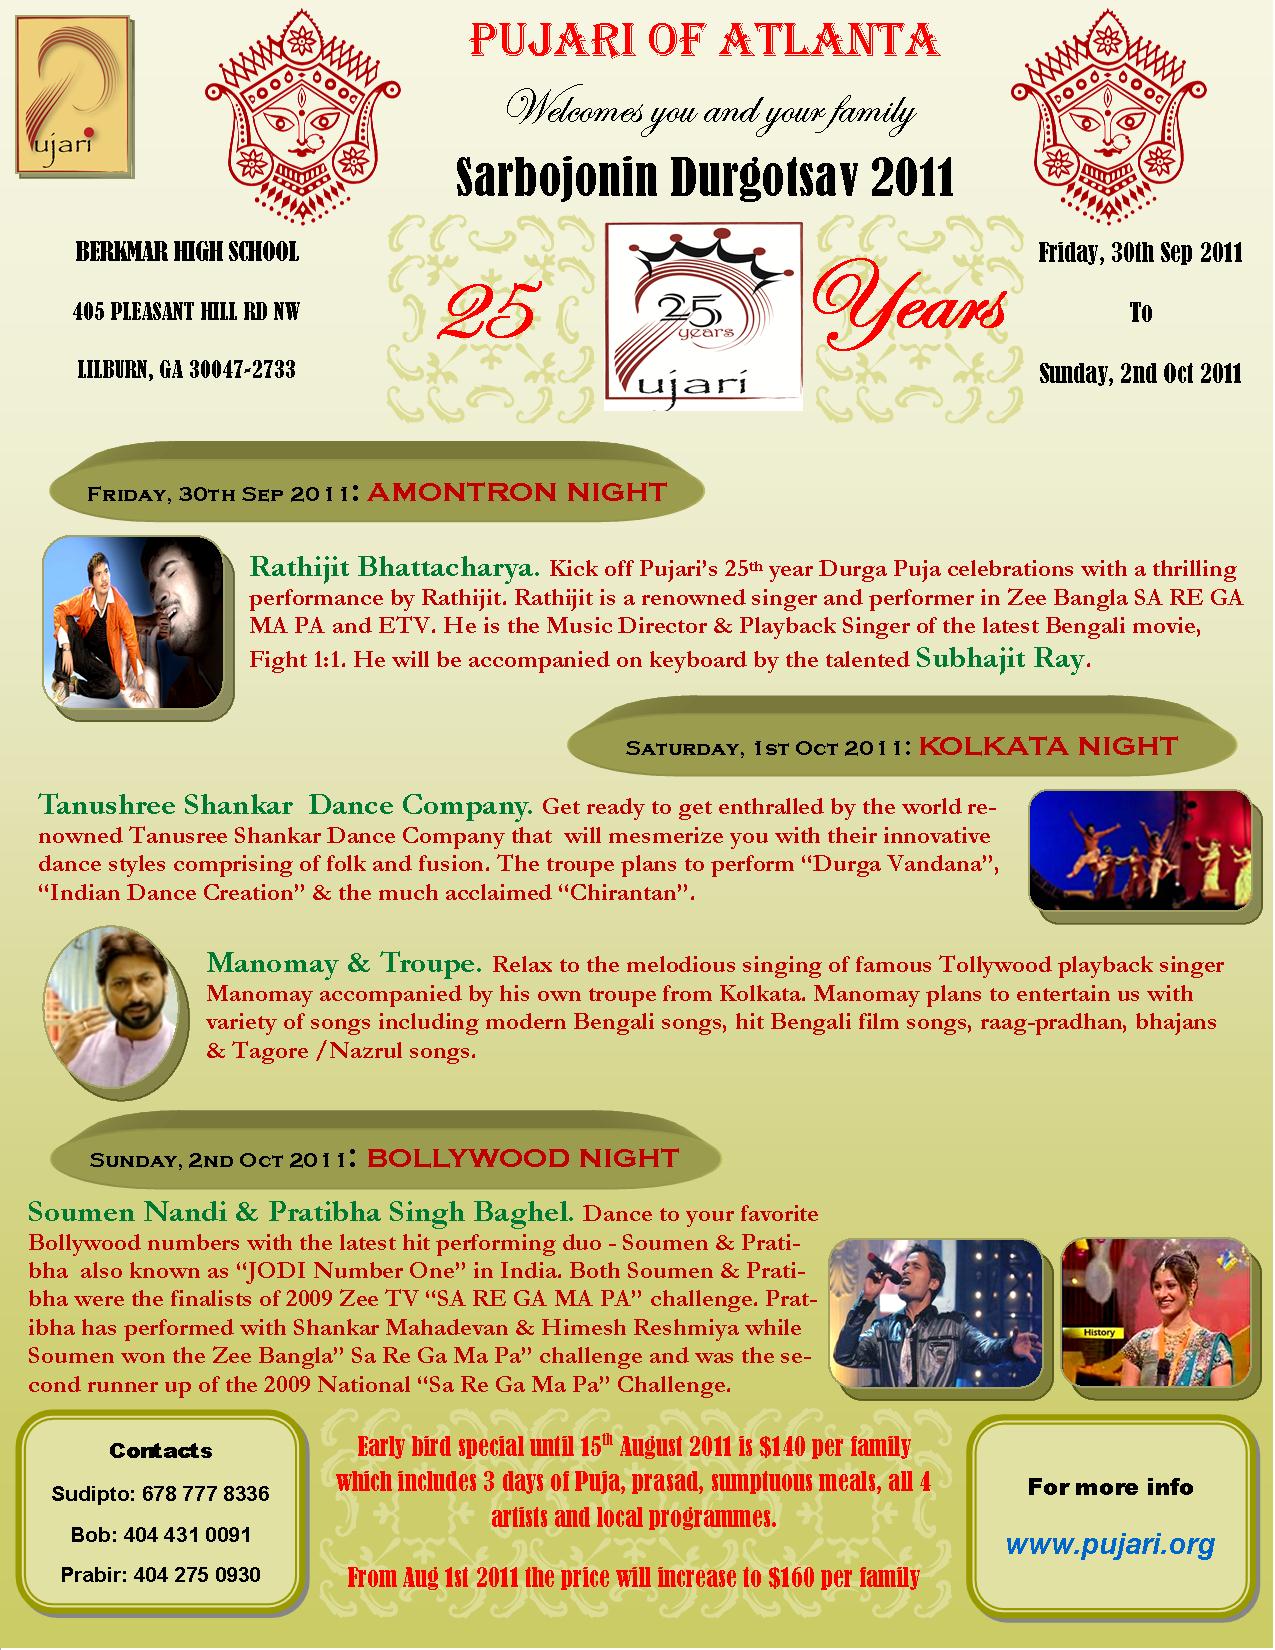 ujari
PUJARI OF ATLANTA
Welcomes you and your family
Sarbojonin Durgotsav 2011
BERKMAR HIGH SCHOOL
405 PLEASANT HILL RD NW
LILBURN, GA 30047-2733
25
25
years
ujari
Years
Friday, 30th Sep 2011
To
Sunday, 2nd Oct 2011
Friday, 30th Sep 2011: AMONTRON NIGHT
Rathijit Bhattacharya. Kick off Pujari's 25th year Durga Puja celebrations with a thrilling
performance by Rathijit. Rathijit is a renowned singer and performer in Zee Bangla SA RE GA
MA PA and ETV. He is the Music Director & Playback Singer of the latest Bengali movie,
Fight 1:1. He will be accompanied on keyboard by the talented Subhajit Ray.
Saturday, 1st Oct 2011: KOLKATA NIGHT
Tanushree Shankar Dance Company. Get ready to get enthralled by the world re-
nowned Tanusree Shankar Dance Company that will mesmerize you with their innovative
dance styles comprising of folk and fusion. The troupe plans to perform “Durga Vandana”,
“Indian Dance Creation” & the much acclaimed “Chirantan”.
Manomay & Troupe. Relax to the melodious singing of famous Tollywood playback singer
Manomay accompanied by his own troupe from Kolkata. Manomay plans to entertain us with
variety of songs including modern Bengali songs, hit Bengali film songs, raag-pradhan, bhajans
& Tagore /Nazrul songs.
Sunday, 2nd Oct 2011: BOLLYWOOD NIGHT
Soumen Nandi & Pratibha Singh Baghel. Dance to your favorite
Bollywood numbers with the latest hit performing duo - Soumen & Prati-
bha also known as “JODI Number One” in India. Both Soumen & Prati-
bha were the finalists of 2009 Zee TV “SA RE GA MA PA” challenge. Prat-
ibha has performed with Shankar Mahadevan & Himesh Reshmiya while
Soumen won the Zee Bangla” Sa Re Ga Ma Pa” challenge and was the se-
cond runner up of the 2009 National “Sa Re Ga Ma Pa” Challenge.
History
Contacts
Sudipto: 678 777 8336
Bob: 404 431 0091
Prabir: 404 275 0930
Early bird special until 15th August 2011 is $140 per family
which includes 3 days of Puja, prasad, sumptuous meals, all 4
artists and local programmes.
From Aug 1st 2011 the price will increase to $160 per family
For more info
www.pujari.org